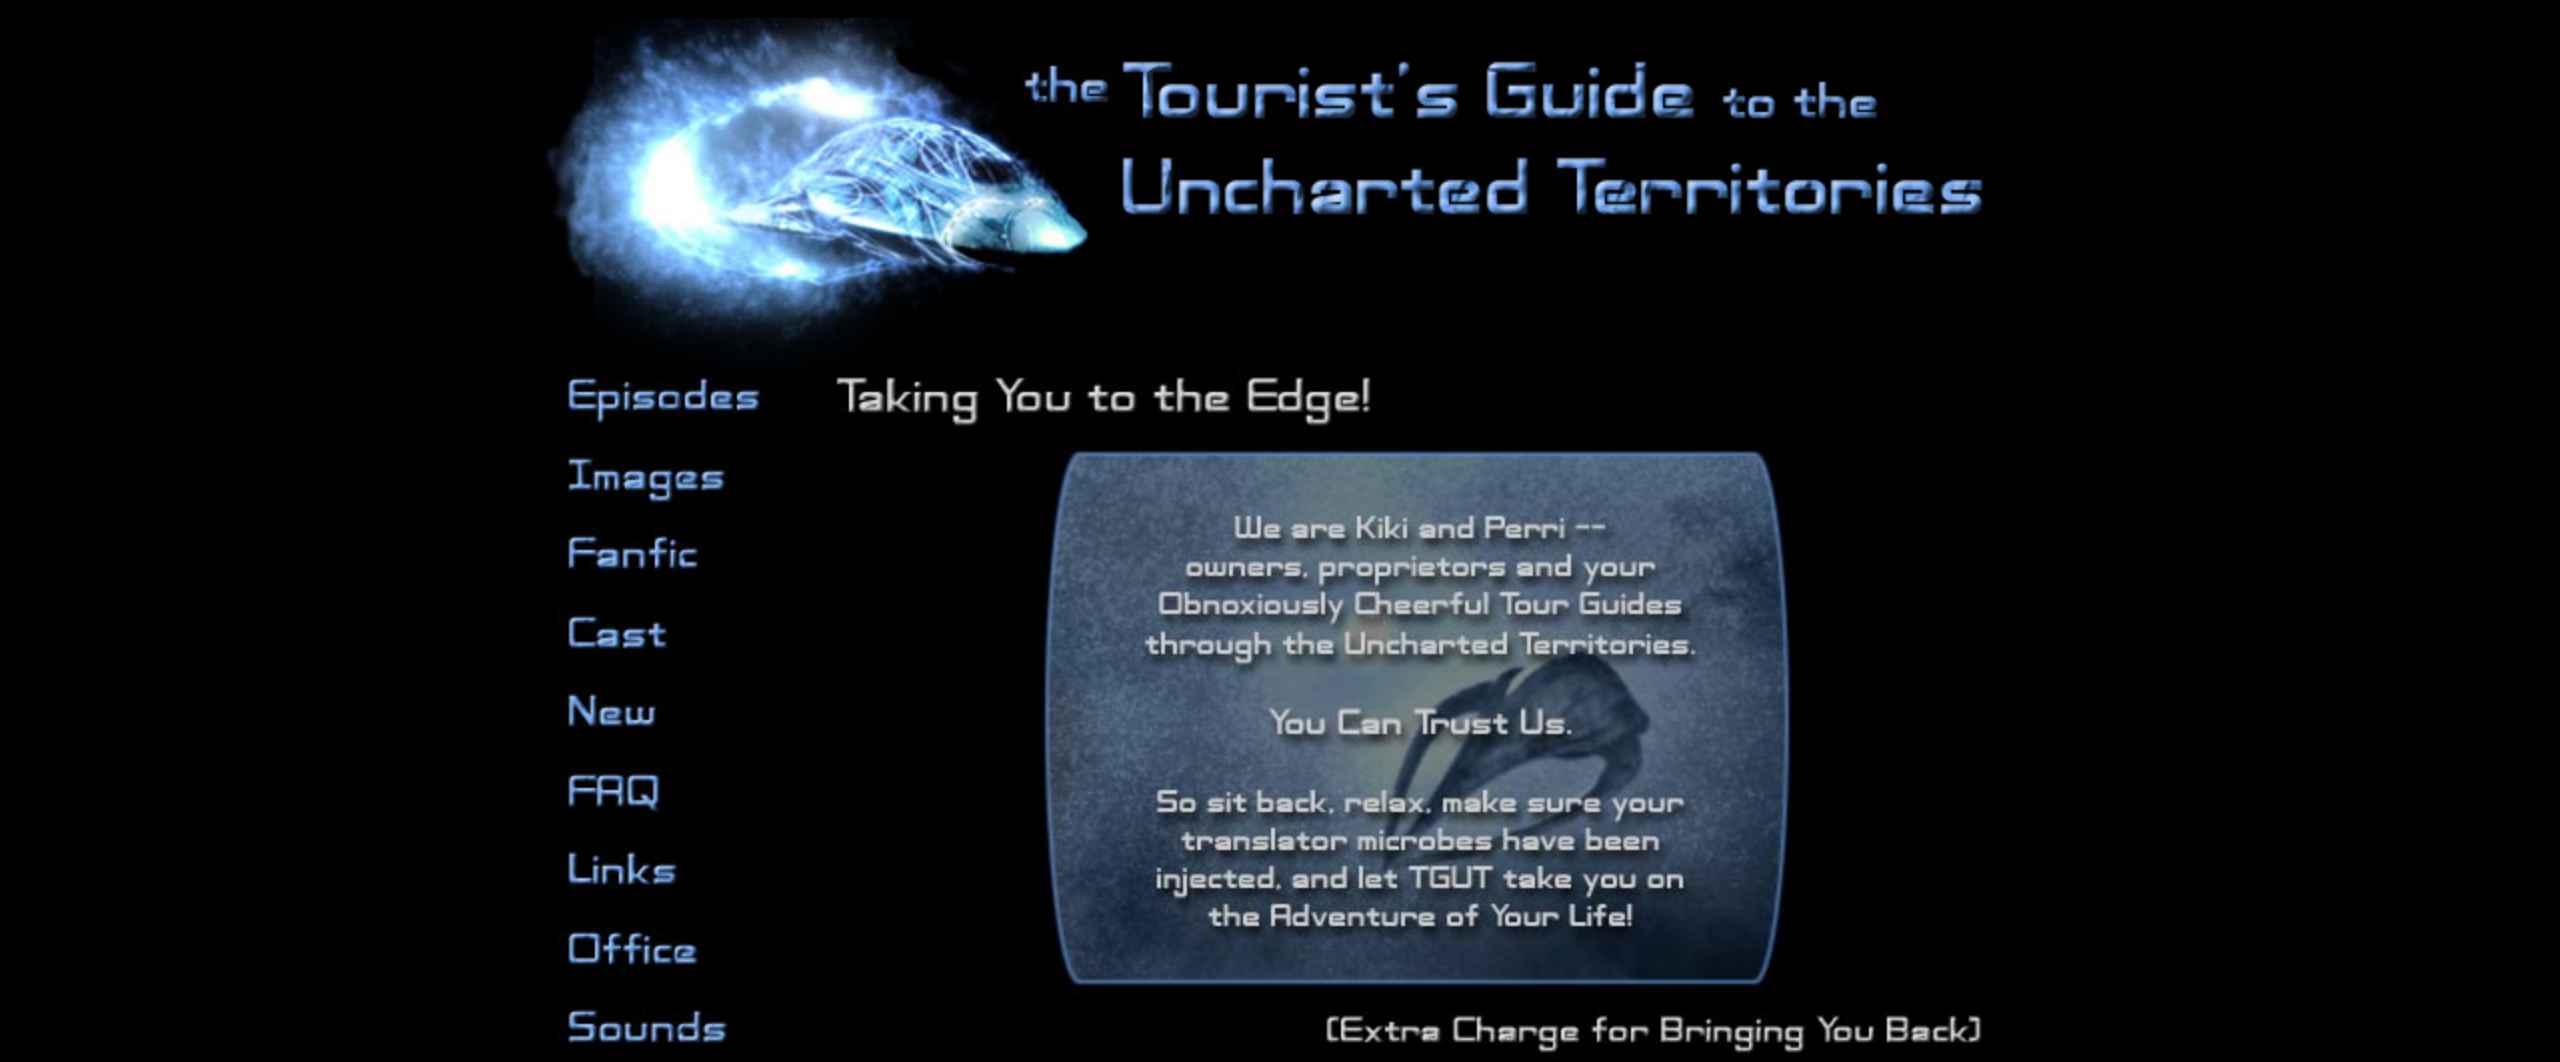 the Tourist's Guide to the
Uncharted Territories
Episodes
Images
Fanfic
Cast
New
FAQ
Links
Office
Sounds
Taking You to the Edge!
We are Kiki and Perri --
owners, proprietors and your
Obnoxiously Cheerful Tour Guides
through the Uncharted Territories.
You Can Trust Us.
So sit back, relax, make sure your
translator microbes have been
injected, and let TGUT take you on
the Adventure of Your Life!
(Extra Charge for Bringing You Back)